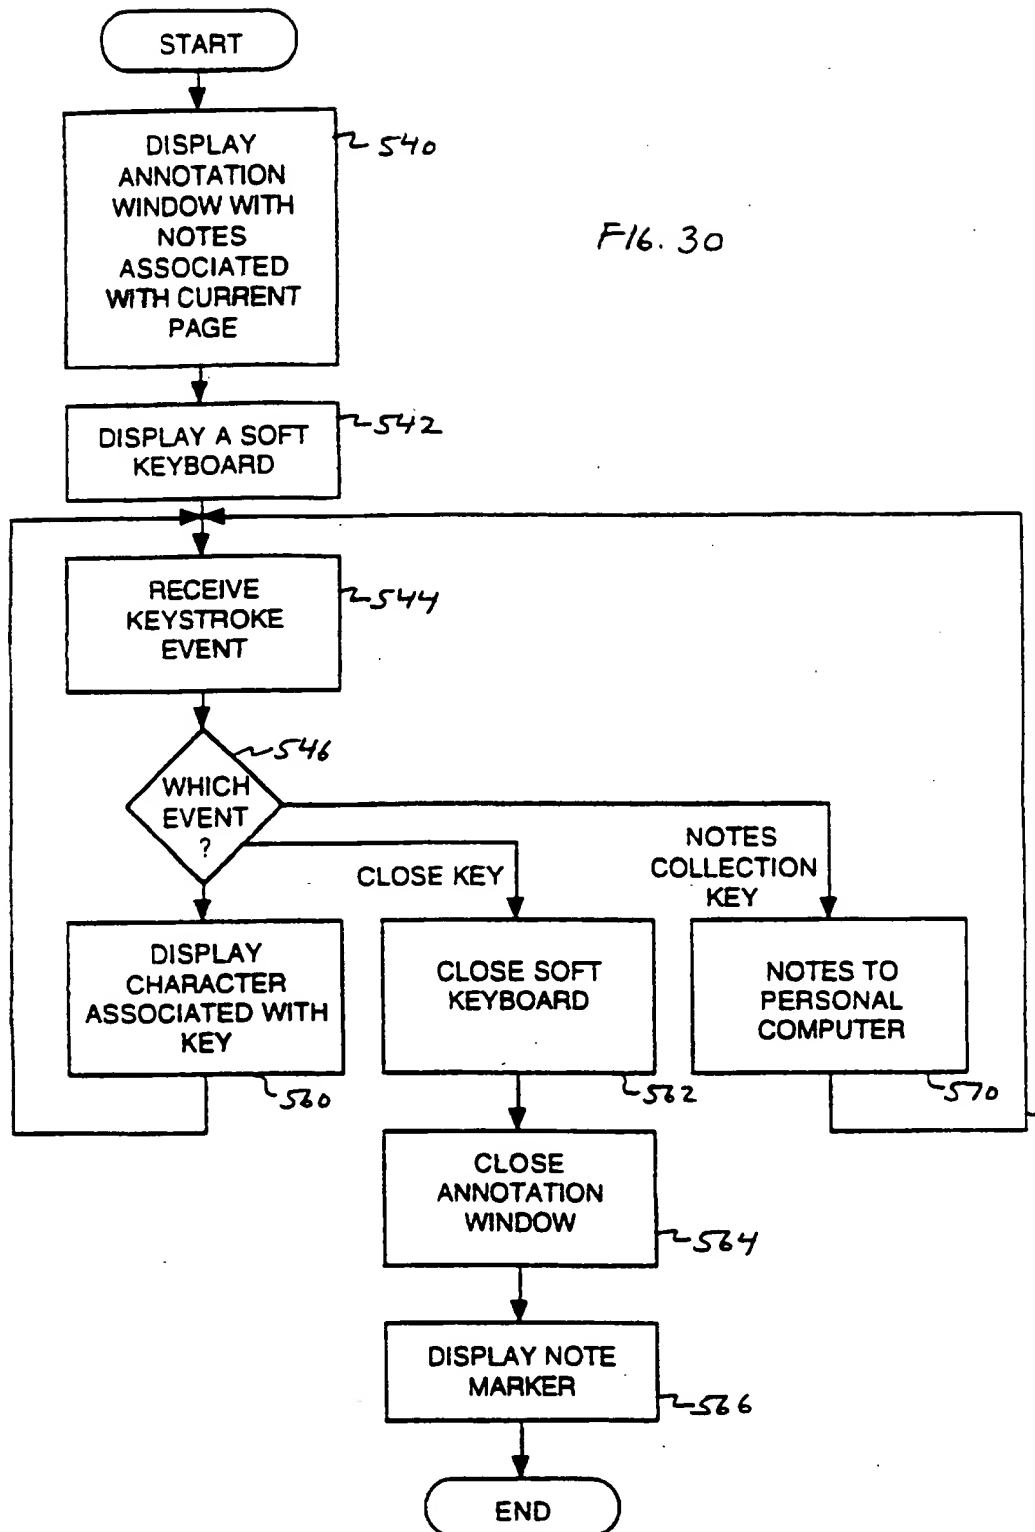 START
DISPLAY
ANNOTATION
WINDOW WITH
NOTES
ASSOCIATED
WITH CURRENT
PAGE
540
FIG. 30
DISPLAY A SOFT
KEYBOARD
542
RECEIVE
KEYSTROKE
EVENT
544
WHICH
EVENT
?
546
CLOSE KEY
NOTES
COLLECTION
KEY
DISPLAY
CHARACTER
ASSOCIATED WITH
KEY
560
CLOSE SOFT
KEYBOARD
562
NOTES TO
PERSONAL
COMPUTER
570
CLOSE
ANNOTATION
WINDOW
564
DISPLAY NOTE
MARKER
566
END